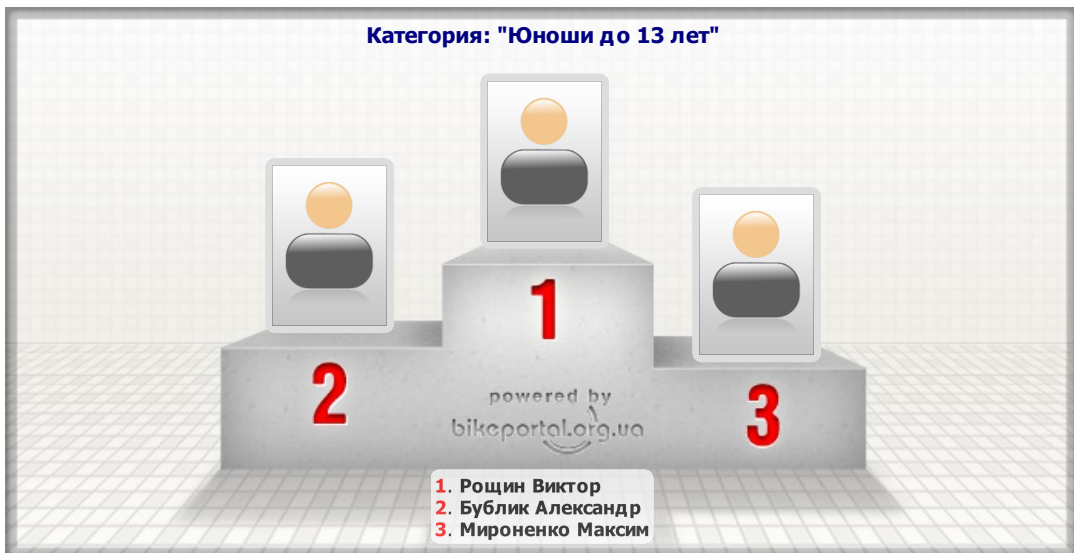 Категория: "Юноши до 13 лет"
1
2
3
powered by
bikeportal.org.ua
1. Рощин Виктор
2. Бублик Александр
3. Мироненко Максим